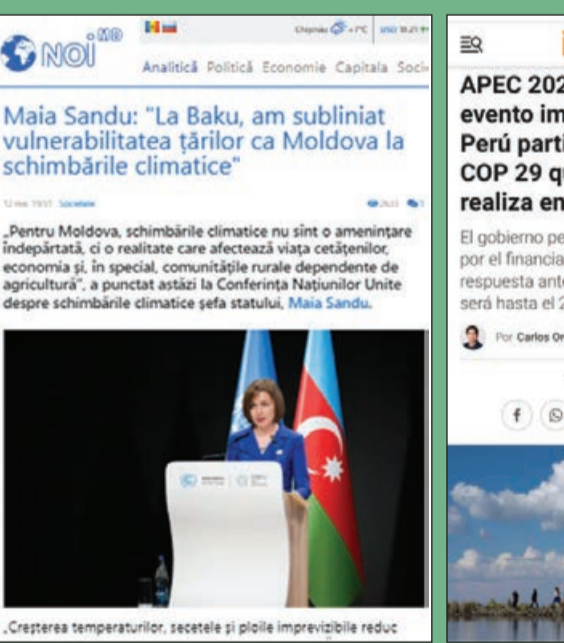 NOI MD
Analitică Politică Economie Capitala Soci
Maia Sandu: "La Baku, am subliniat
vulnerabilitatea țărilor ca Moldova la
schimbările climatice"
Societate
„Pentru Moldova, schimbările climatice nu sînt o amenințare
îndepărtată, ci o realitate care afectează viața cetățenilor,
economia și, în special, comunitățile rurale dependente de
agricultură", a punctat astăzi la Conferința Națiunilor Unite
despre schimbările climatice șefa statului, Maia Sandu.
„Creșterea temperaturilor, secetele și ploile imprevizibile reduc
APEC 202
evento im
Perú parti
COP 29 q
realiza en
El gobierno pe
por el financia
respuesta ant
será hasta el 2
Por Carlos Or